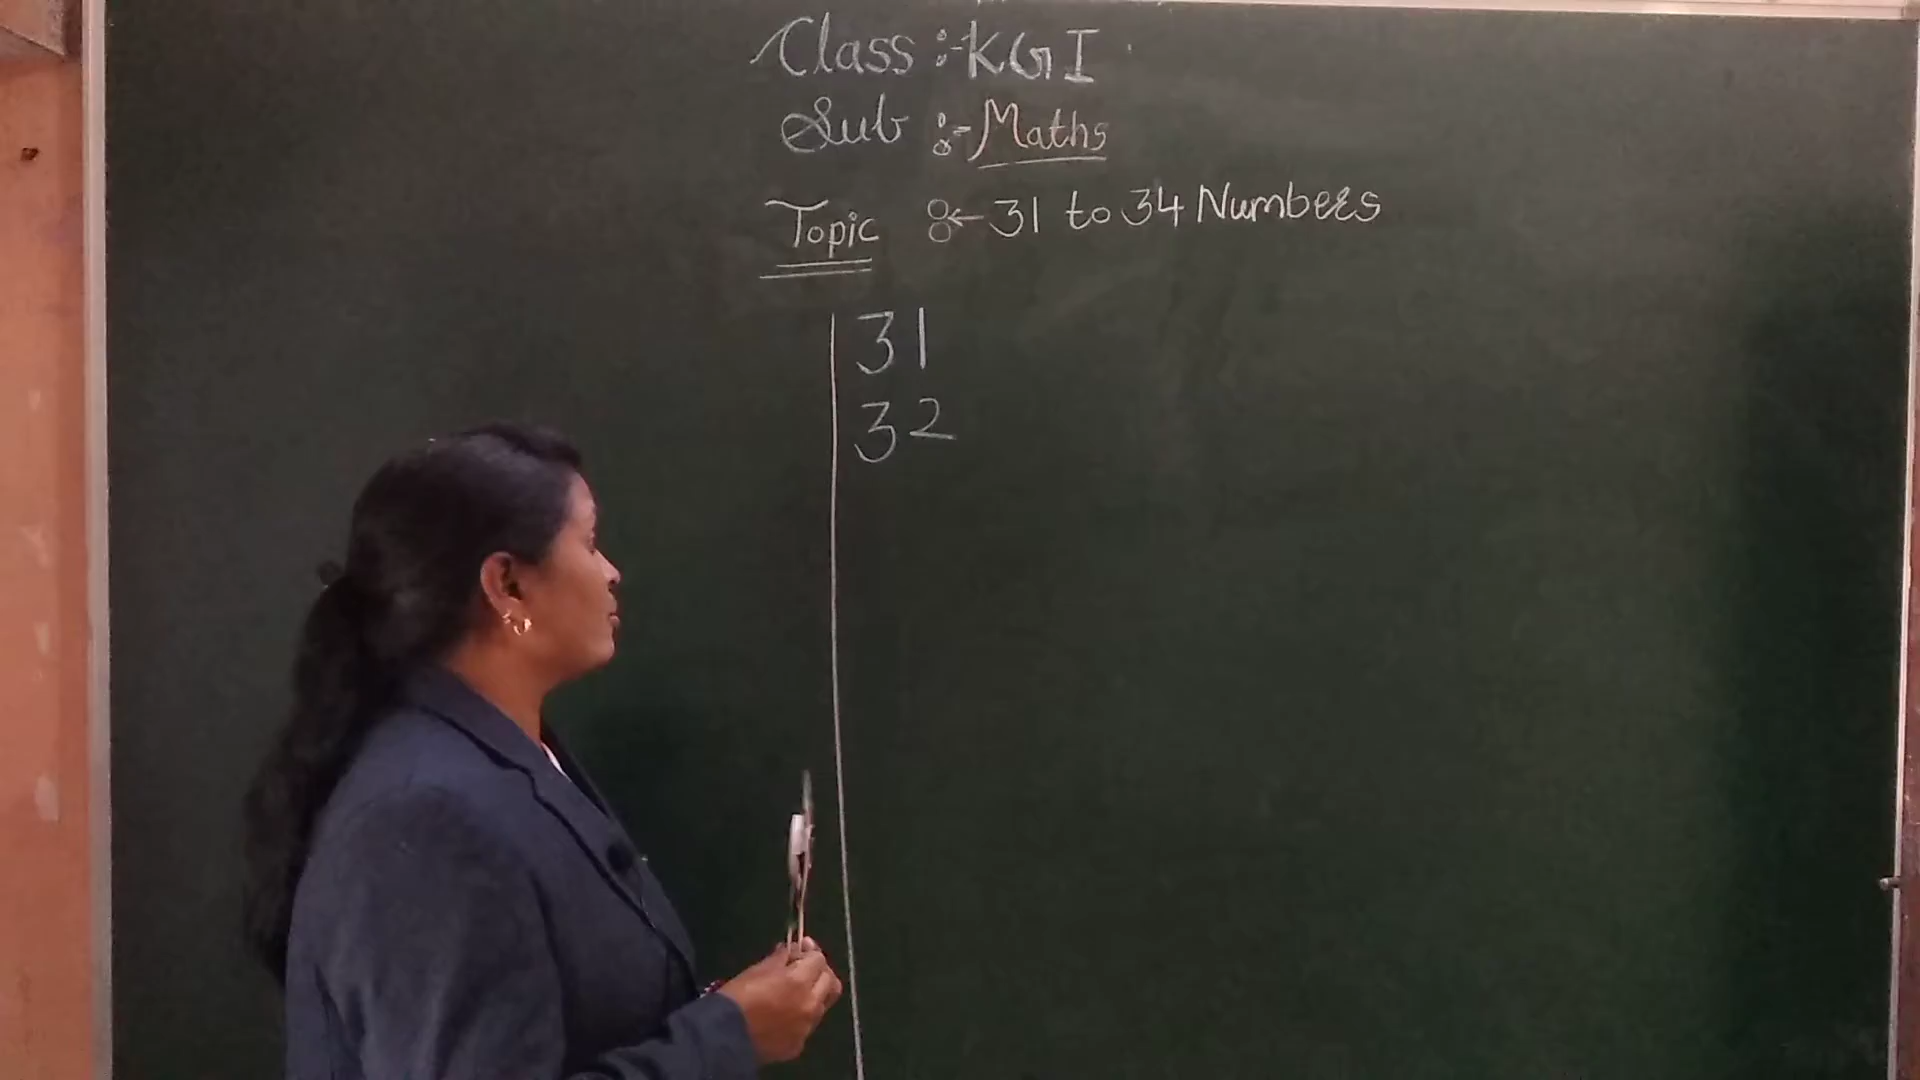 Class :- KG I
Sub :- Maths
Topic :- 31 to 34 Numbers
31
32